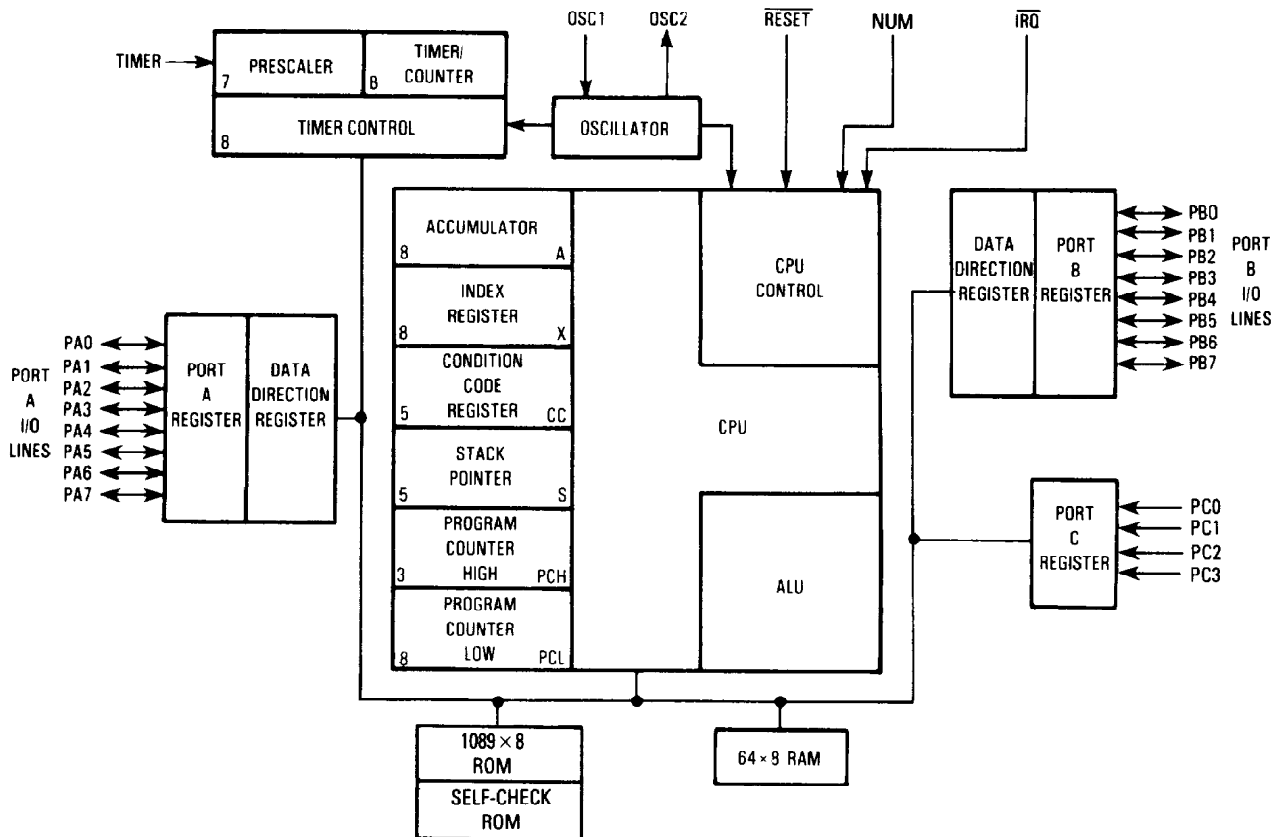 OSC1 OSC2 RESET NUM IRQ
TIMER
PRESCALER
7
TIMER/
COUNTER
B
TIMER CONTROL
8
OSCILLATOR
ACCUMULATOR
8 A
INDEX
REGISTER
8 X
CONDITION
CODE
REGISTER
5 CC
STACK
POINTER
5 S
PROGRAM
COUNTER
HIGH
3 PCH
PROGRAM
COUNTER
LOW
8 PCL
CPU
CONTROL
CPU
ALU
PORT
A
I/O
LINES
PA0
PA1
PA2
PA3
PA4
PA5
PA6
PA7
PORT
A
REGISTER
DATA
DIRECTION
REGISTER
DATA
DIRECTION
REGISTER
PORT
B
REGISTER
PB0
PB1
PB2
PB3
PB4
PB5
PB6
PB7
PORT
B
I/O
LINES
PORT
C
REGISTER
PC0
PC1
PC2
PC3
1089×8
ROM
SELF-CHECK
ROM
64×8 RAM